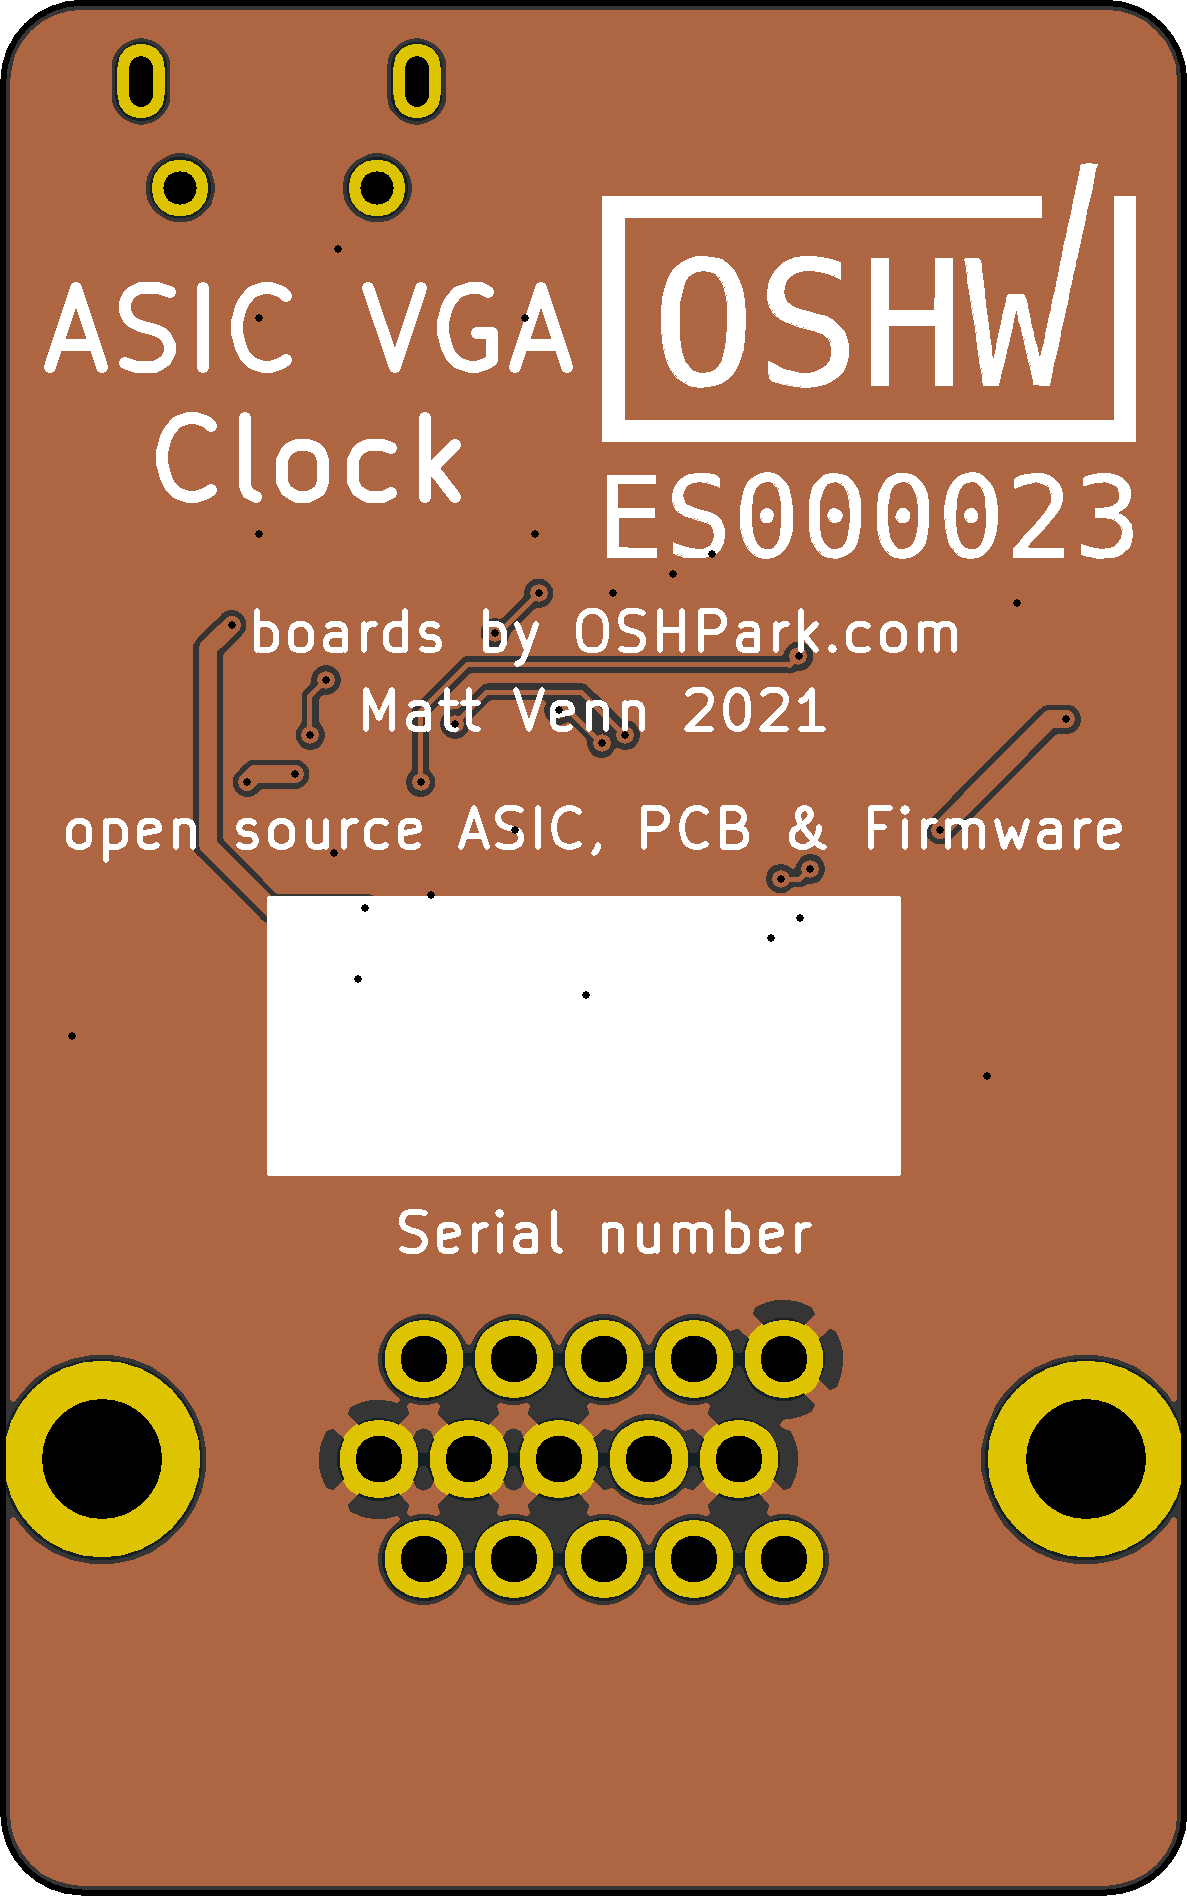 ASIC VGA
Clock
OSHW
ES000023
boards by OSHPark.com
Matt Venn 2021
open source ASIC, PCB & Firmware
Serial number